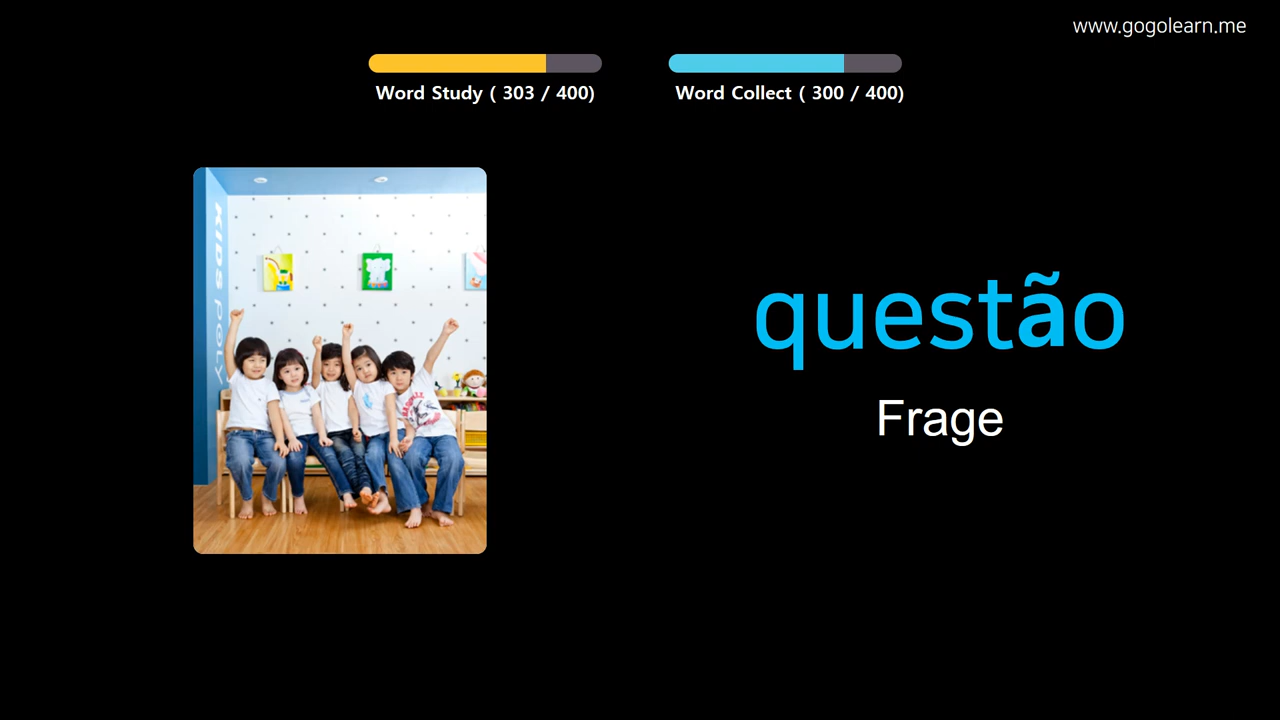 www.gogolearn.me
Word Study ( 303 / 400)
Word Collect ( 300 / 400)
KIDS POLY
questão
Frage